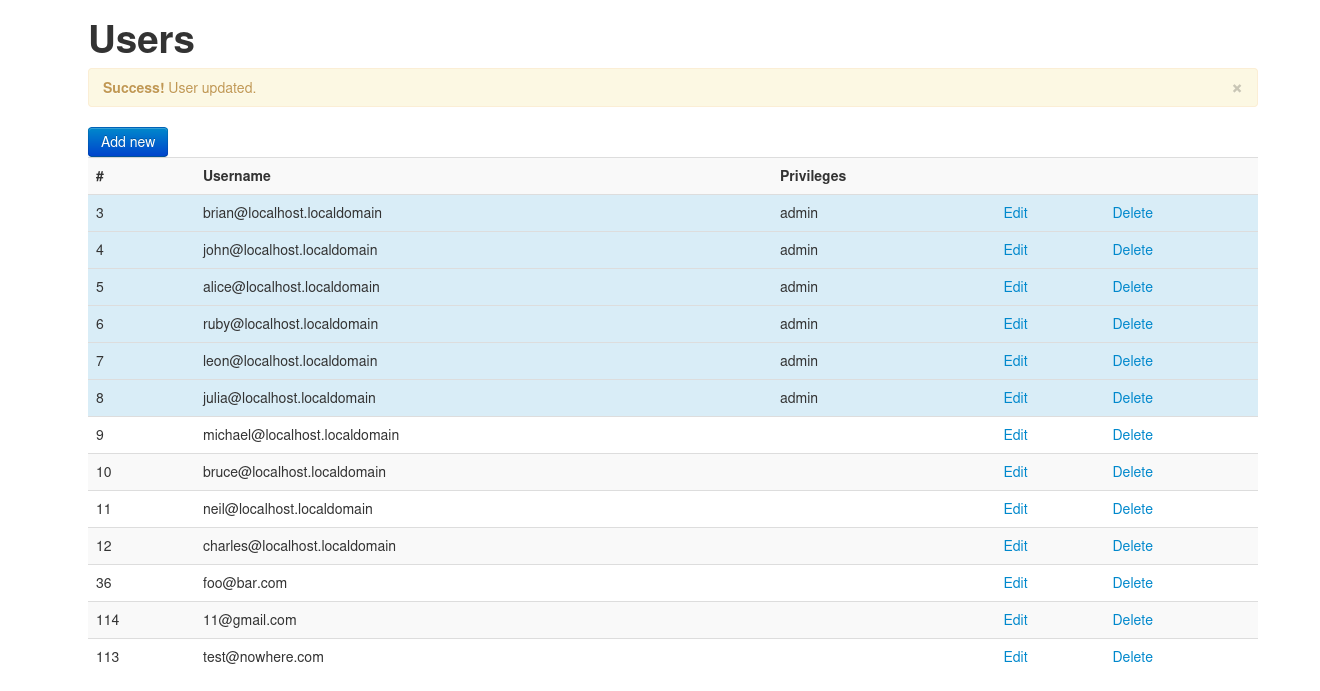 Users
Success! User updated. ×
Add new
# Username Privileges
3 brian@localhost.localdomain admin Edit Delete
4 john@localhost.localdomain admin Edit Delete
5 alice@localhost.localdomain admin Edit Delete
6 ruby@localhost.localdomain admin Edit Delete
7 leon@localhost.localdomain admin Edit Delete
8 julia@localhost.localdomain admin Edit Delete
9 michael@localhost.localdomain Edit Delete
10 bruce@localhost.localdomain Edit Delete
11 neil@localhost.localdomain Edit Delete
12 charles@localhost.localdomain Edit Delete
36 foo@bar.com Edit Delete
114 11@gmail.com Edit Delete
113 test@nowhere.com Edit Delete